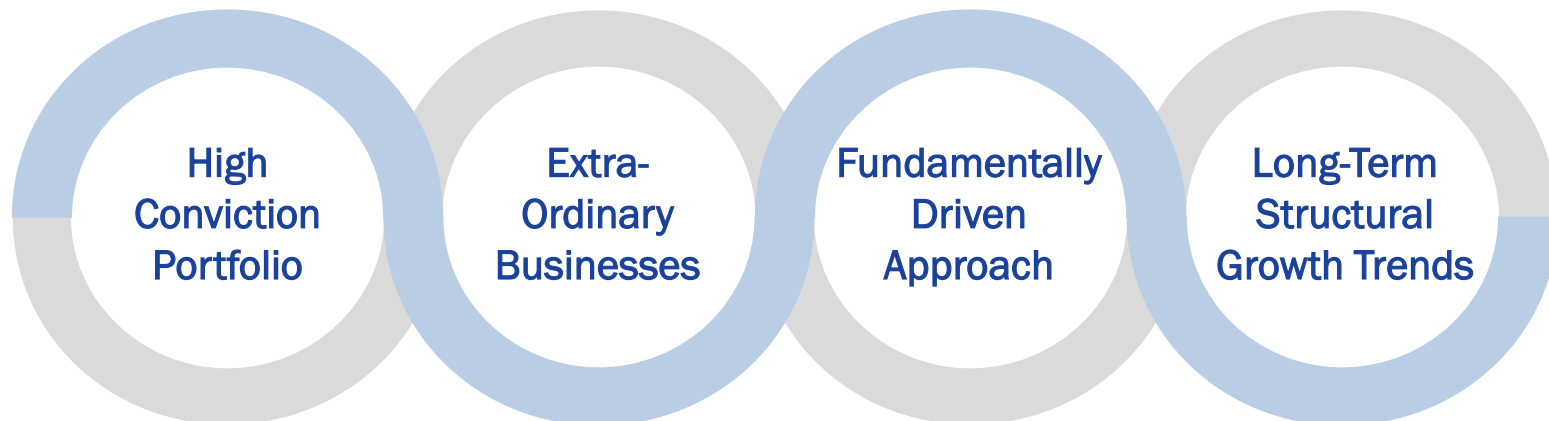 High
Conviction
Portfolio
Extra-
Ordinary
Businesses
Fundamentally
Driven
Approach
Long-Term
Structural
Growth Trends